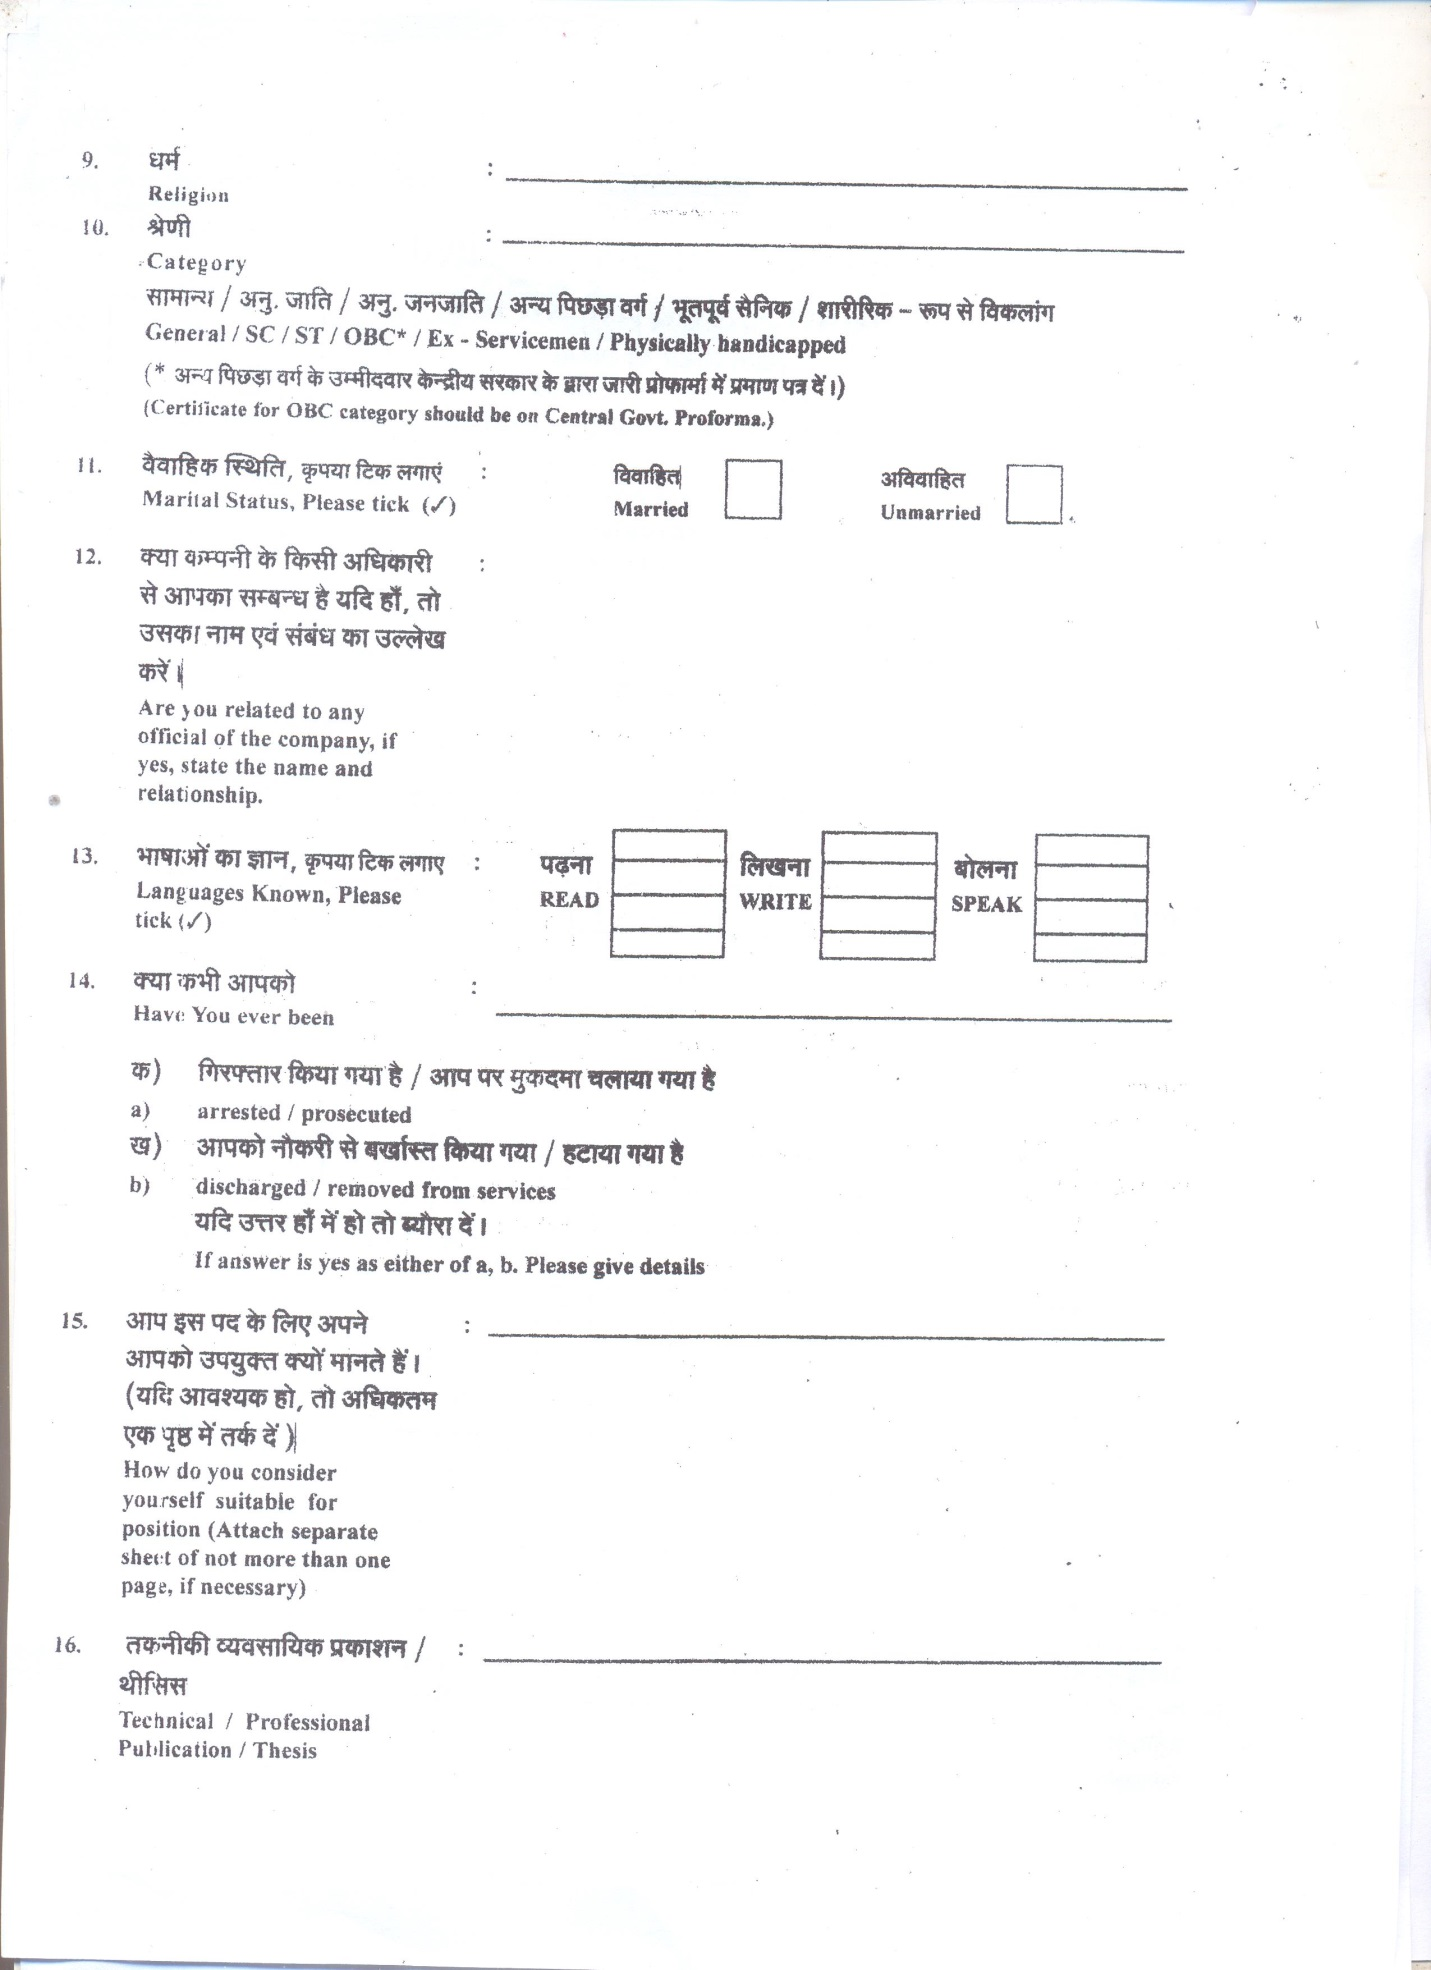 9. धर्म :
Religion
10. श्रेणी :
Category
सामान्य / अनु. जाति / अनु. जनजाति / अन्य पिछड़ा वर्ग / भूतपूर्व सैनिक / शारीरिक – रूप से विकलांग
General / SC / ST / OBC* / Ex - Servicemen / Physically handicapped
(* अन्य पिछड़ा वर्ग के उम्मीदवार केन्द्रीय सरकार के द्वारा जारी प्रोफार्मा में प्रमाण पत्र दें।)
(Certificate for OBC category should be on Central Govt. Proforma.)
11. वैवाहिक स्थिति, कृपया टिक लगाएं : विवाहित अविवाहित
Marital Status, Please tick (✓) Married Unmarried
12. क्या कम्पनी के किसी अधिकारी :
से आपका सम्बन्ध है यदि हाँ, तो
उसका नाम एवं संबंध का उल्लेख
करें।
Are you related to any
official of the company, if
yes, state the name and
relationship.
13. भाषाओं का ज्ञान, कृपया टिक लगाए : पढ़ना लिखना बोलना
Languages Known, Please READ WRITE SPEAK
tick (✓)
14. क्या कभी आपको :
Have You ever been
क) गिरफ्तार किया गया है / आप पर मुकदमा चलाया गया है
a) arrested / prosecuted
ख) आपको नौकरी से बर्खास्त किया गया / हटाया गया है
b) discharged / removed from services
यदि उत्तर हाँ में हो तो ब्यौरा दें।
If answer is yes as either of a, b. Please give details
15. आप इस पद के लिए अपने :
आपको उपयुक्त क्यों मानते हैं।
(यदि आवश्यक हो, तो अधिकतम
एक पृष्ठ में तर्क दें )
How do you consider
yourself suitable for
position (Attach separate
sheet of not more than one
page, if necessary)
16. तकनीकी व्यवसायिक प्रकाशन / :
थीसिस
Technical / Professional
Publication / Thesis